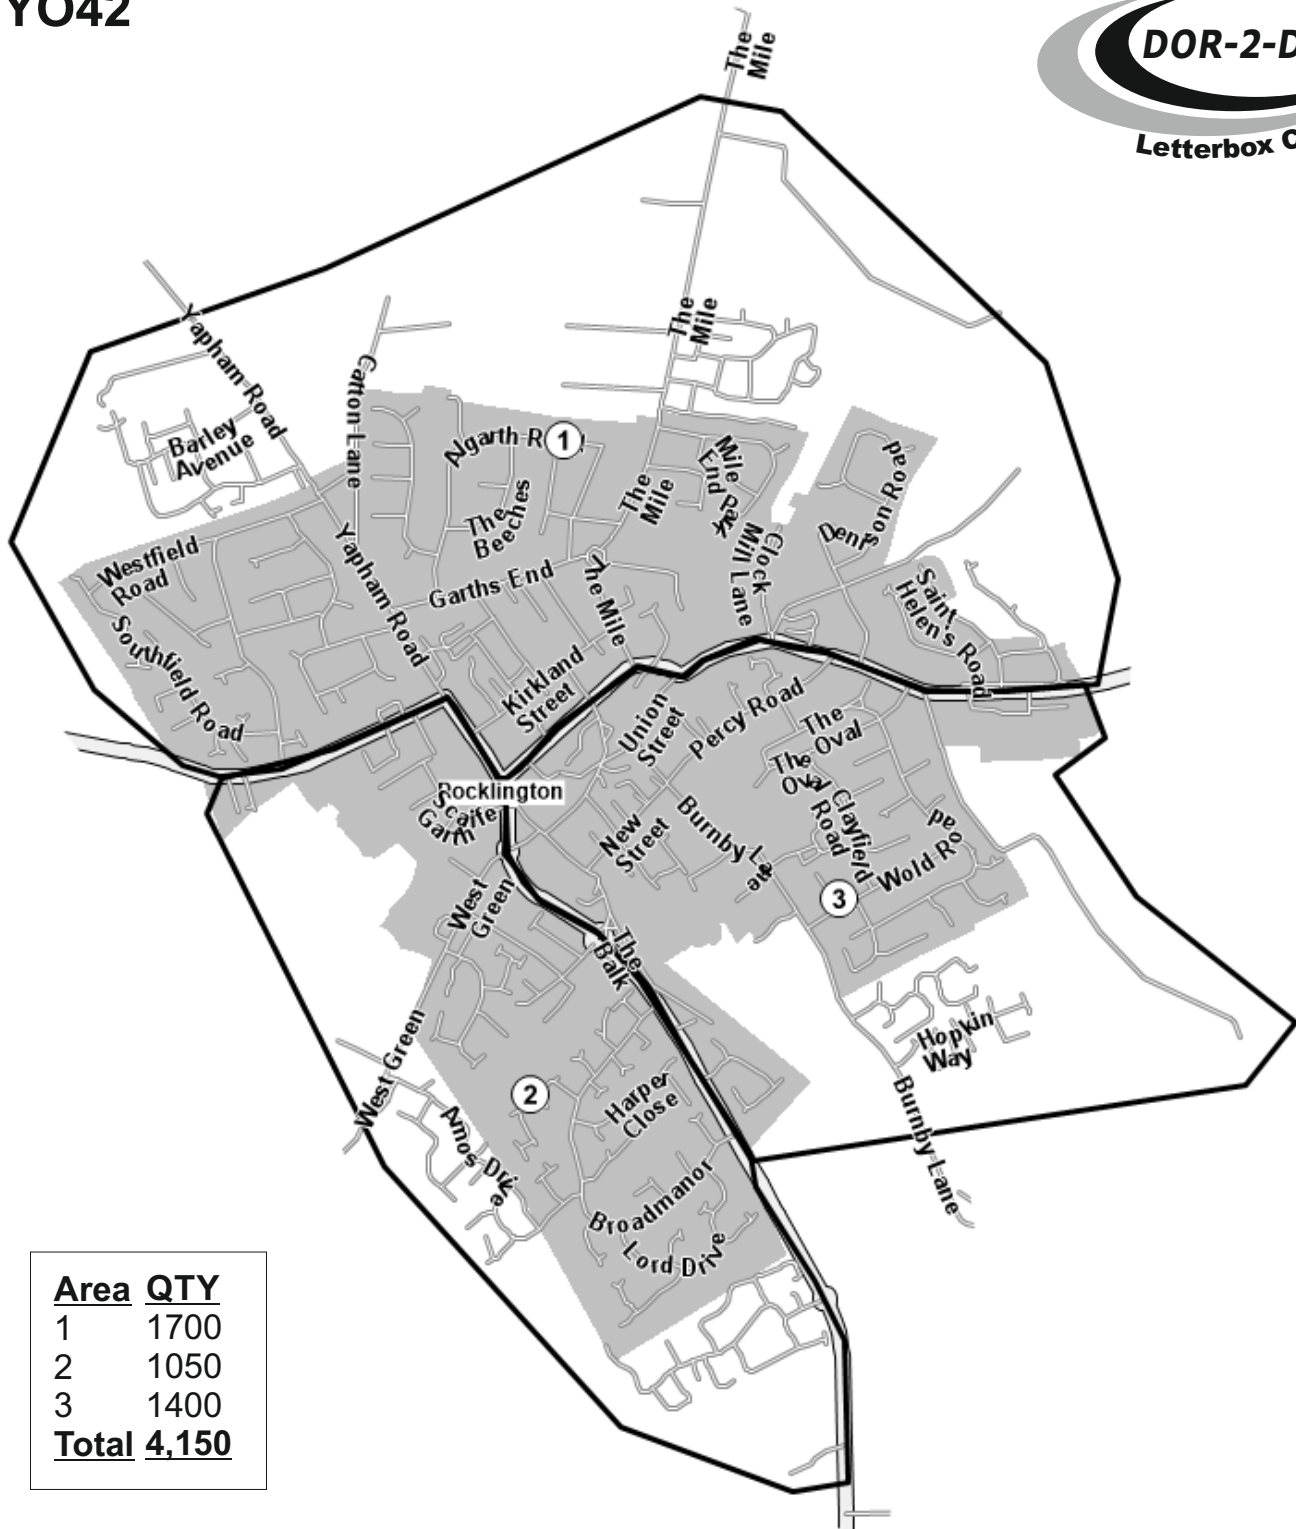 YO42
DOR-2-D
Letterbox
The
Mile
Yapham Road
Catton Lane
The
Mile
Barley
Avenue
Algarth
1
Mile
End Park
The
Mile
Denison Road
The
Beeches
Westfield
Road
Yapham Road
Garths End
The Mile
Clock
Mill Lane
Saint
Helen's Road
Southfield Road
Kirkland
Street
Union
Street
Percy Road
The
Oval
The
Oval
Rocklington
Scaife
Garth
New
Street
Burnby Lane
Clayfield
Road
Wold Road
West
Green
3
The
Balk
West Green
Hopkin
Way
2
Harper
Close
Amos Drive
Burnby Lane
Broadmanor
Lord Drive
Area QTY
1 1700
2 1050
3 1400
Total 4,150